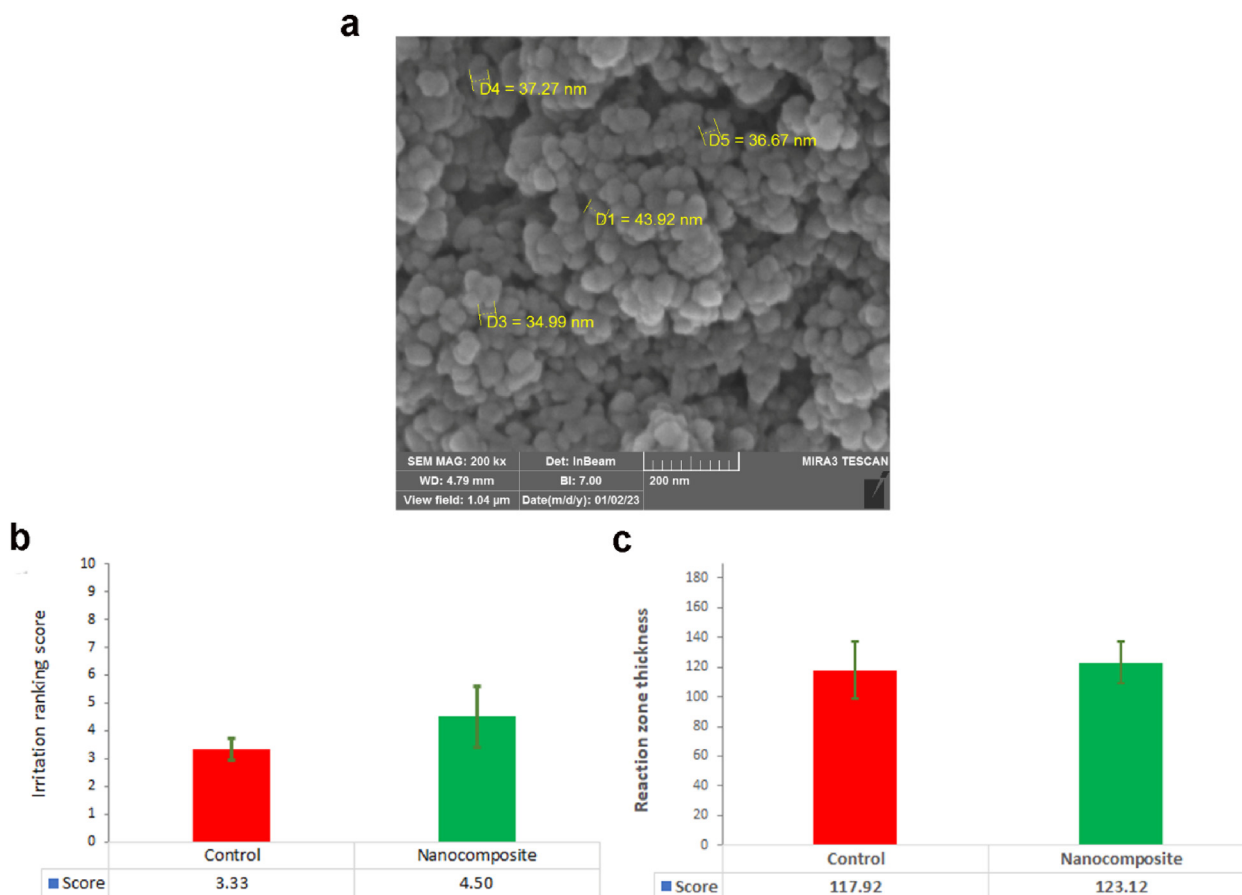 a
D4 = 37.27 nm
D5 = 36.67 nm
D1 = 43.92 nm
D3 = 34.99 nm
SEM MAG: 200 kx Det: InBeam MIRA3 TESCAN
WD: 4.79 mm BI: 7.00 200 nm
View field: 1.04 µm Date(m/d/y): 01/02/23
b
Irritation ranking score
10
9
8
7
6
5
4
3
2
1
0
Control Nanocomposite
Score 3.33 4.50
c
Reaction zone thickness
180
160
140
120
100
80
60
40
20
0
Control Nanocomposite
Score 117.92 123.12